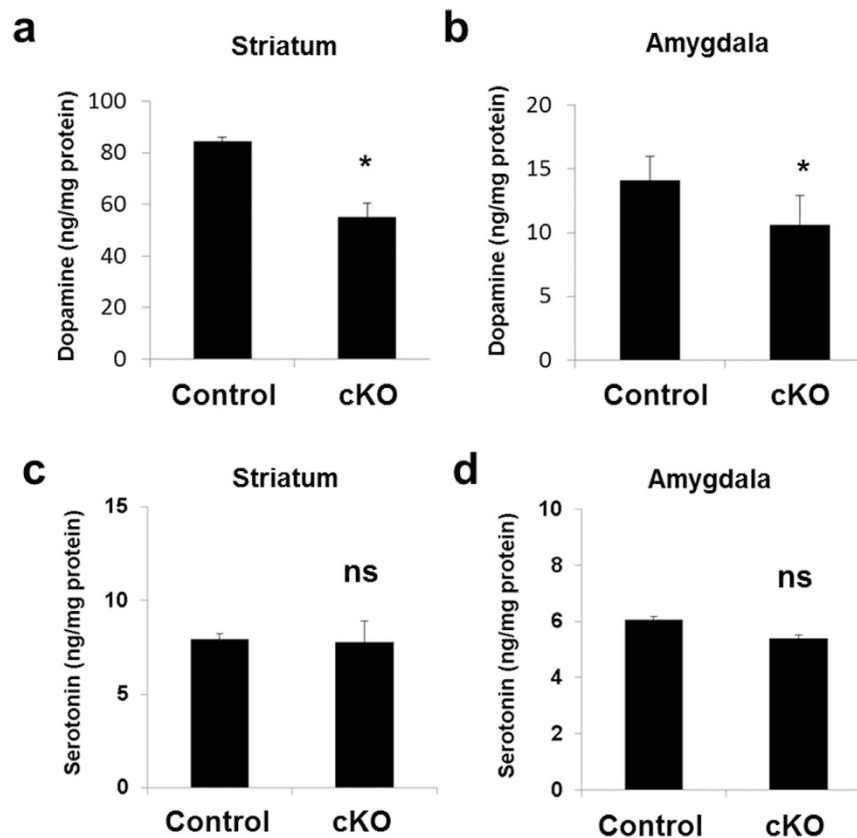 a
Striatum
Dopamine (ng/mg protein)
100
80
60
40
20
0
*
Control cKO
b
Amygdala
Dopamine (ng/mg protein)
20
15
10
5
0
*
Control cKO
c
Striatum
Serotonin (ng/mg protein)
15
10
5
0
ns
Control cKO
d
Amygdala
Serotonin (ng/mg protein)
10
8
6
4
2
0
ns
Control cKO